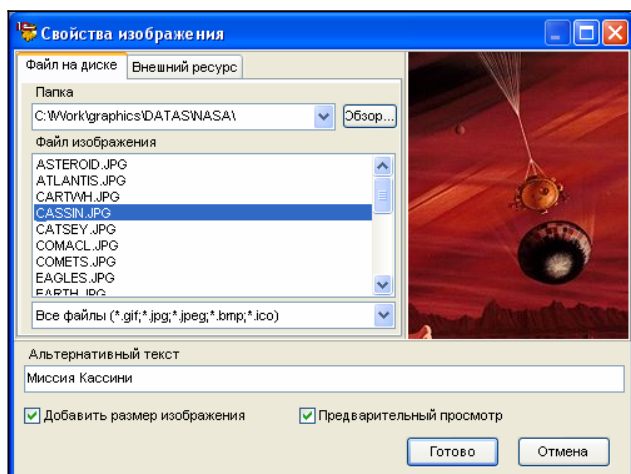 Свойства изображения
Файл на диске Внешний ресурс
Папка
C:\Work\graphics\DATAS\NASA\ Обзор...
Файл изображения
ASTEROID.JPG
ATLANTIS.JPG
CARTWH.JPG
CASSIN.JPG
CATSEY.JPG
COMACL.JPG
COMETS.JPG
EAGLES.JPG
EARTH.JPG
Все файлы (*.gif;*.jpg;*.jpeg;*.bmp;*.ico)
Альтернативный текст
Миссия Кассини
Добавить размер изображения Предварительный просмотр
Готово Отмена